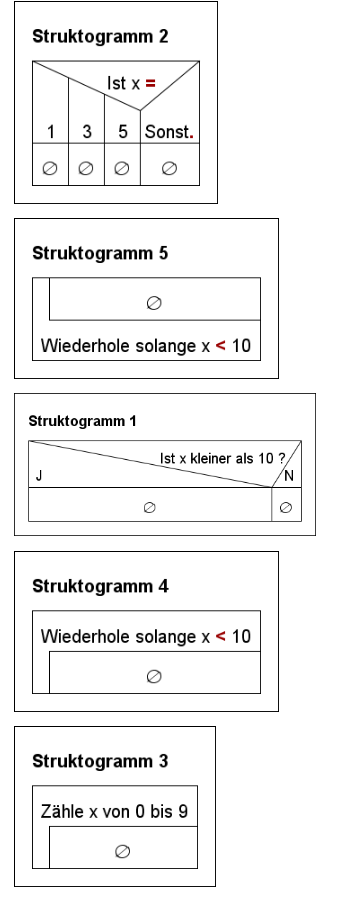 Struktogramm 2
Ist x =
1 3 5 Sonst.
∅ ∅ ∅ ∅
Struktogramm 5
∅
Wiederhole solange x < 10
Struktogramm 1
Ist x kleiner als 10 ?
J N
∅ ∅
Struktogramm 4
Wiederhole solange x < 10
∅
Struktogramm 3
Zähle x von 0 bis 9
∅